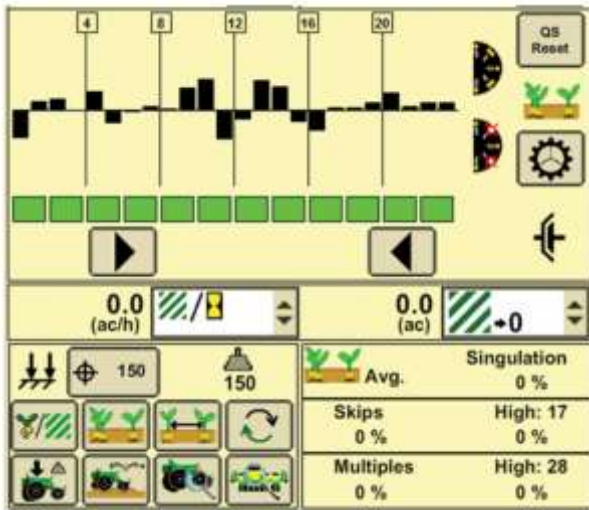 4 8 12 16 20
QS
Reset
0.0
(ac/h)
/
0.0
(ac)
→0
150
150
Avg.
Singulation
0 %
Skips
0 %
High: 17
0 %
Multiples
0 %
High: 28
0 %